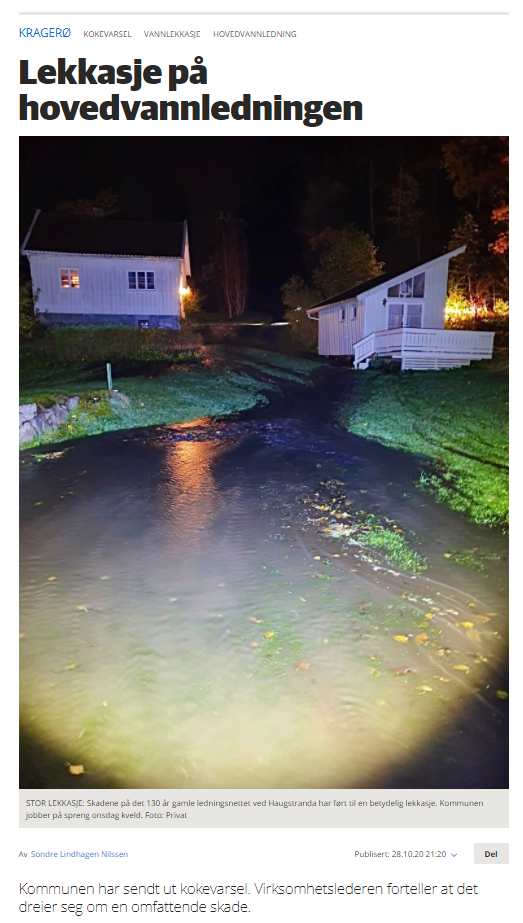 KRAGERØ KOKEVARSEL VANNLEKKASJE HOVEDVANNLEDNING
Lekkasje på
hovedvannledningen
STOR LEKKASJE: Skadene på det 130 år gamle ledningsnettet ved Haugstranda har ført til en betydelig lekkasje. Kommunen
jobber på spreng onsdag kveld. Foto: Privat
Av Sondre Lindhagen Nilssen Publisert: 28.10.20 21:20 Del
Kommunen har sendt ut kokevarsel. Virksomhetslederen forteller at det
dreier seg om en omfattende skade.